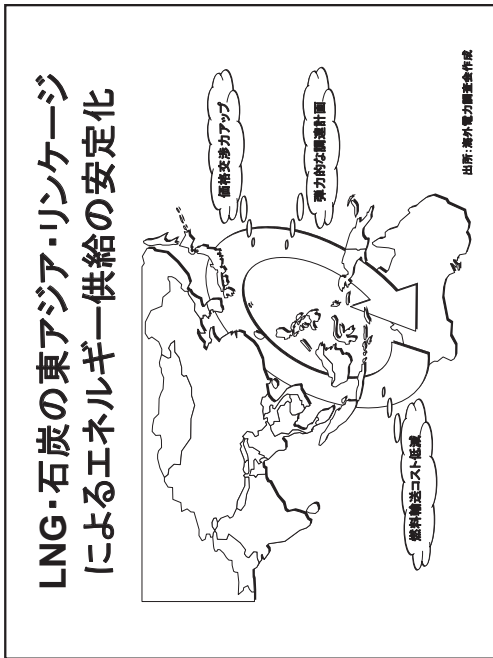 LNG・石炭の東アジア・リンケージ
によるエネルギー供給の安定化
価格交渉力アップ
弾力的な調達計画
燃料輸送コスト低減
出所：海外電力調査会作成